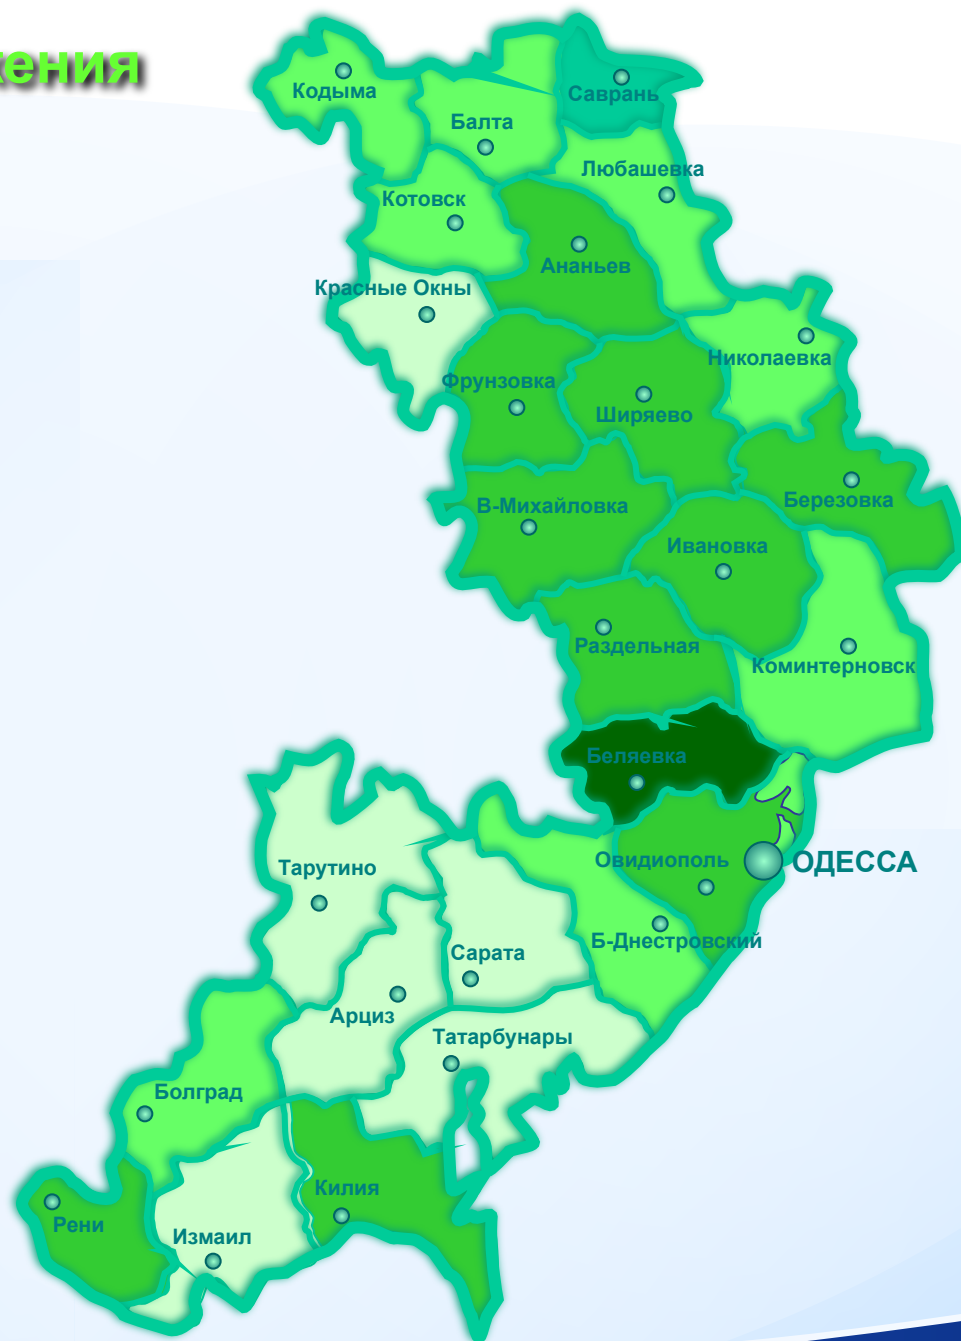 жения
Кодыма
Саврань
Балта
Любашевка
Котовск
Ананьев
Красные Окны
Николаевка
Фрунзовка
Ширяево
Березовка
В-Михайловка
Ивановка
Раздельная
Коминтерновск
Беляевка
Овидиополь
ОДЕССА
Тарутино
Б-Днестровский
Сарата
Арциз
Татарбунары
Болград
Килия
Рени
Измаил